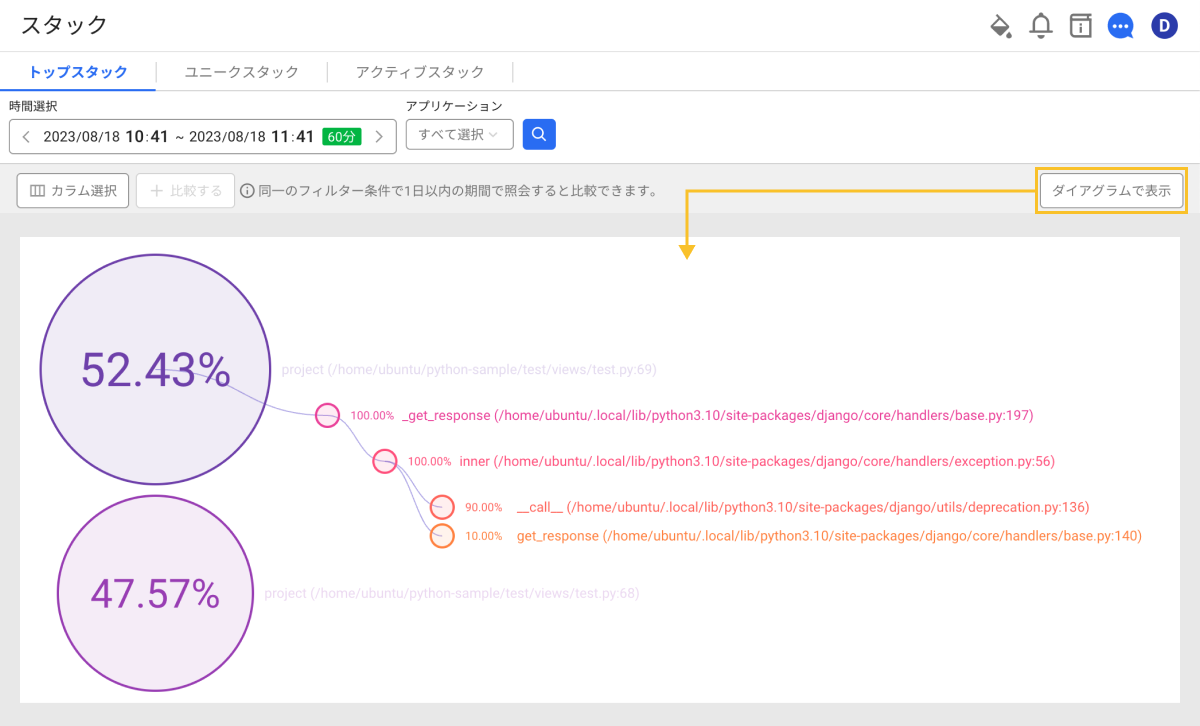 スタック
D
トップスタック
ユニークスタック
アクティブスタック
時間選択
アプリケーション
2023/08/18 10:41 ~ 2023/08/18 11:41 60分
すべて選択
カラム選択
比較する
同一のフィルター条件で1日以内の期間で照会すると比較できます。
ダイアグラムで表示
52.43%
project (/home/ubuntu/python-sample/test/views/test.py:69)
100.00% _get_response (/home/ubuntu/.local/lib/python3.10/site-packages/django/core/handlers/base.py:197)
100.00% inner (/home/ubuntu/.local/lib/python3.10/site-packages/django/core/handlers/exception.py:56)
90.00% __call__ (/home/ubuntu/.local/lib/python3.10/site-packages/django/utils/deprecation.py:136)
10.00% get_response (/home/ubuntu/.local/lib/python3.10/site-packages/django/core/handlers/base.py:140)
47.57%
project (/home/ubuntu/python-sample/test/views/test.py:68)